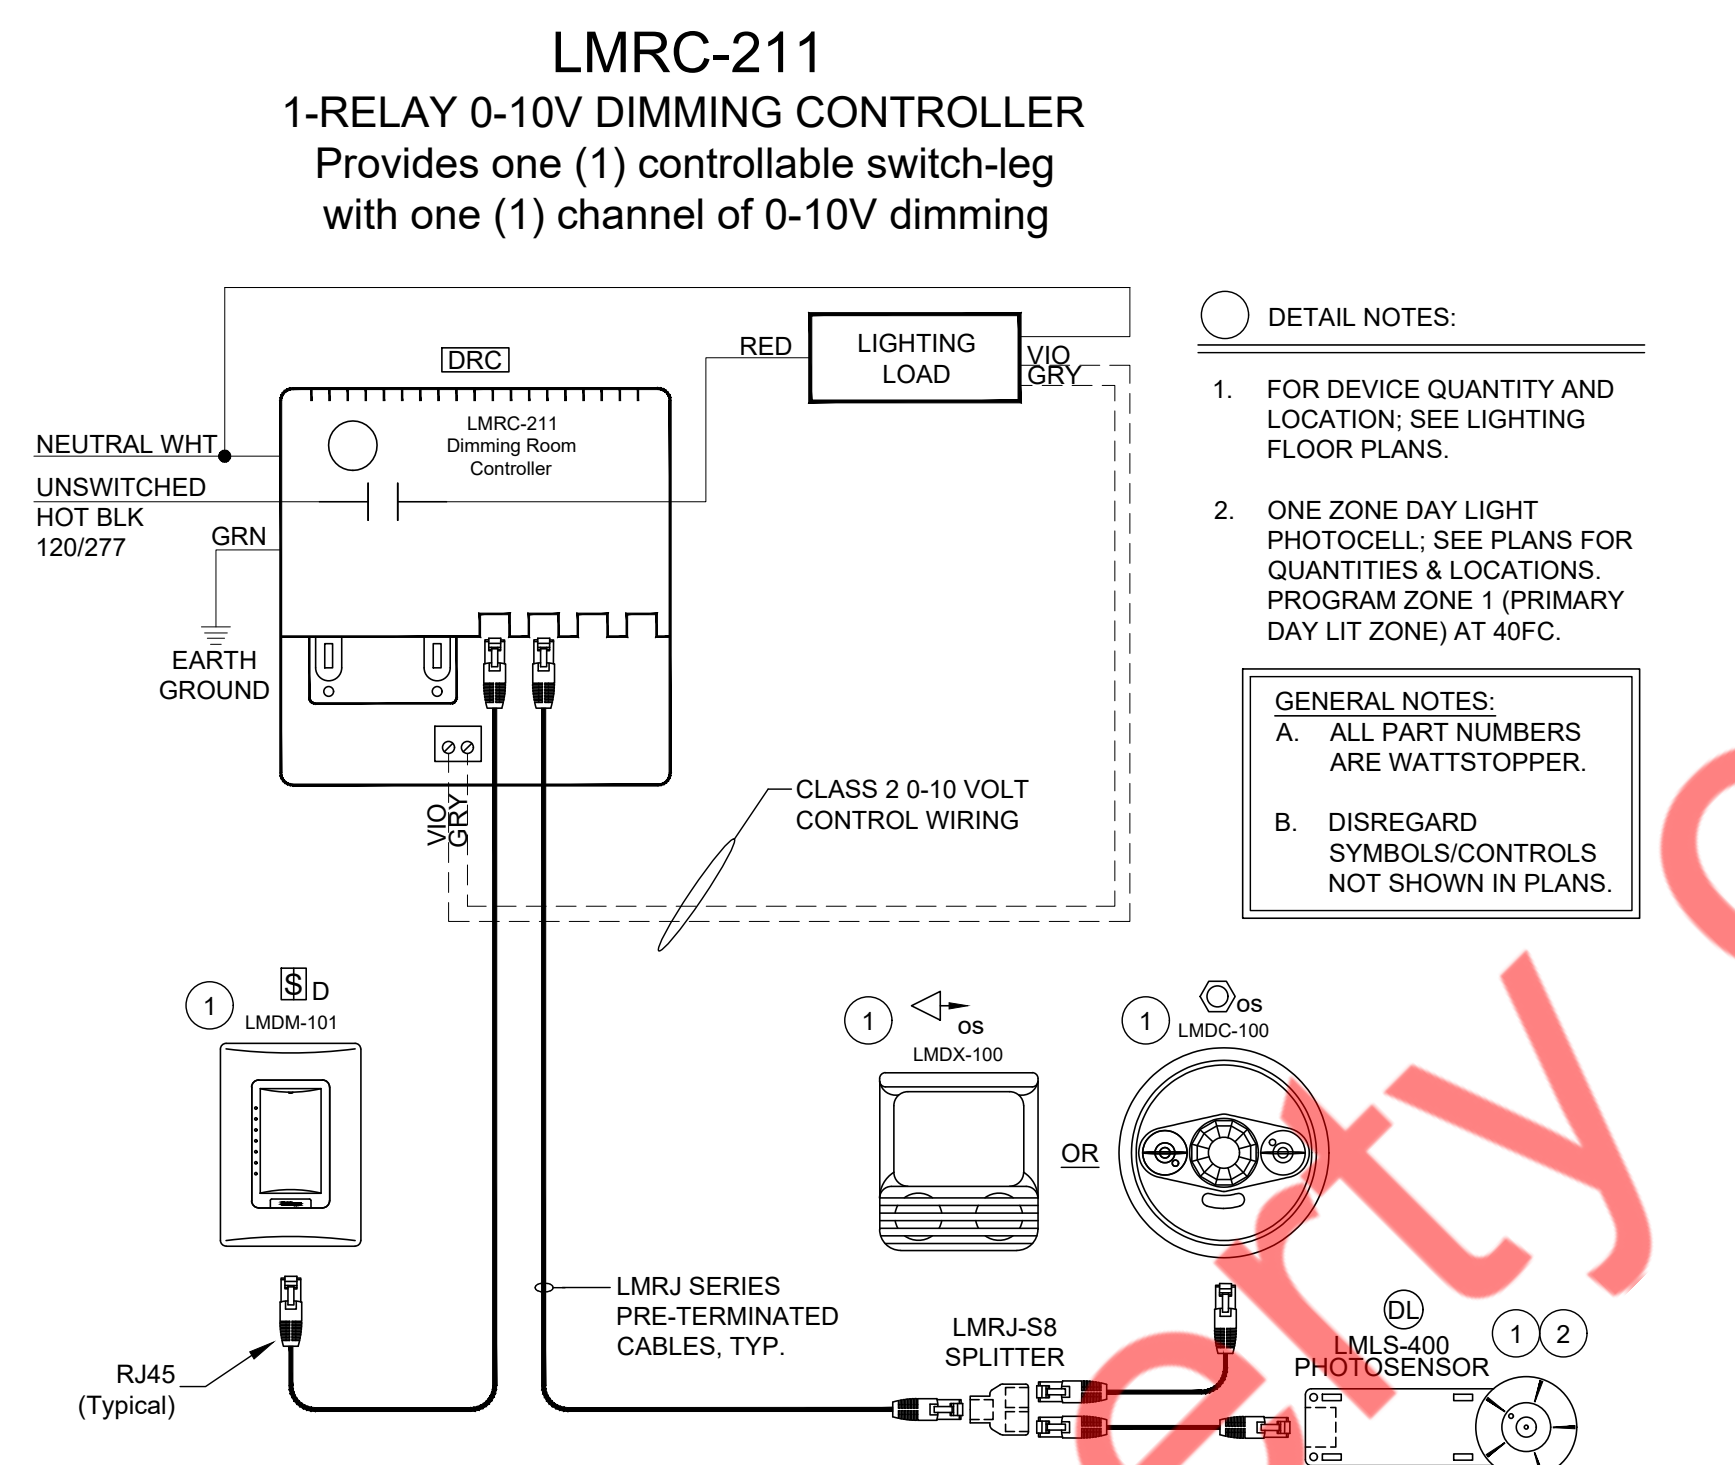 LMRC-211
1-RELAY 0-10V DIMMING CONTROLLER
Provides one (1) controllable switch-leg
with one (1) channel of 0-10V dimming
DRC
LMRC-211
Dimming Room
Controller
NEUTRAL WHT
UNSWITCHED
HOT BLK
120/277
GRN
EARTH
GROUND
RED
LIGHTING
LOAD
VIO
GRY
VIO
GRY
CLASS 2 0-10 VOLT
CONTROL WIRING
DETAIL NOTES:
1. FOR DEVICE QUANTITY AND
LOCATION; SEE LIGHTING
FLOOR PLANS.
2. ONE ZONE DAY LIGHT
PHOTOCELL; SEE PLANS FOR
QUANTITIES & LOCATIONS.
PROGRAM ZONE 1 (PRIMARY
DAY LIT ZONE) AT 40FC.
GENERAL NOTES:
A. ALL PART NUMBERS
ARE WATTSTOPPER.
B. DISREGARD
SYMBOLS/CONTROLS
NOT SHOWN IN PLANS.
1
$ D
LMDM-101
1
OS
LMDX-100
OR
1
OS
LMDC-100
RJ45
(Typical)
LMRJ SERIES
PRE-TERMINATED
CABLES, TYP.
LMRJ-S8
SPLITTER
DL
LMLS-400
PHOTOSENSOR
1 2
erty